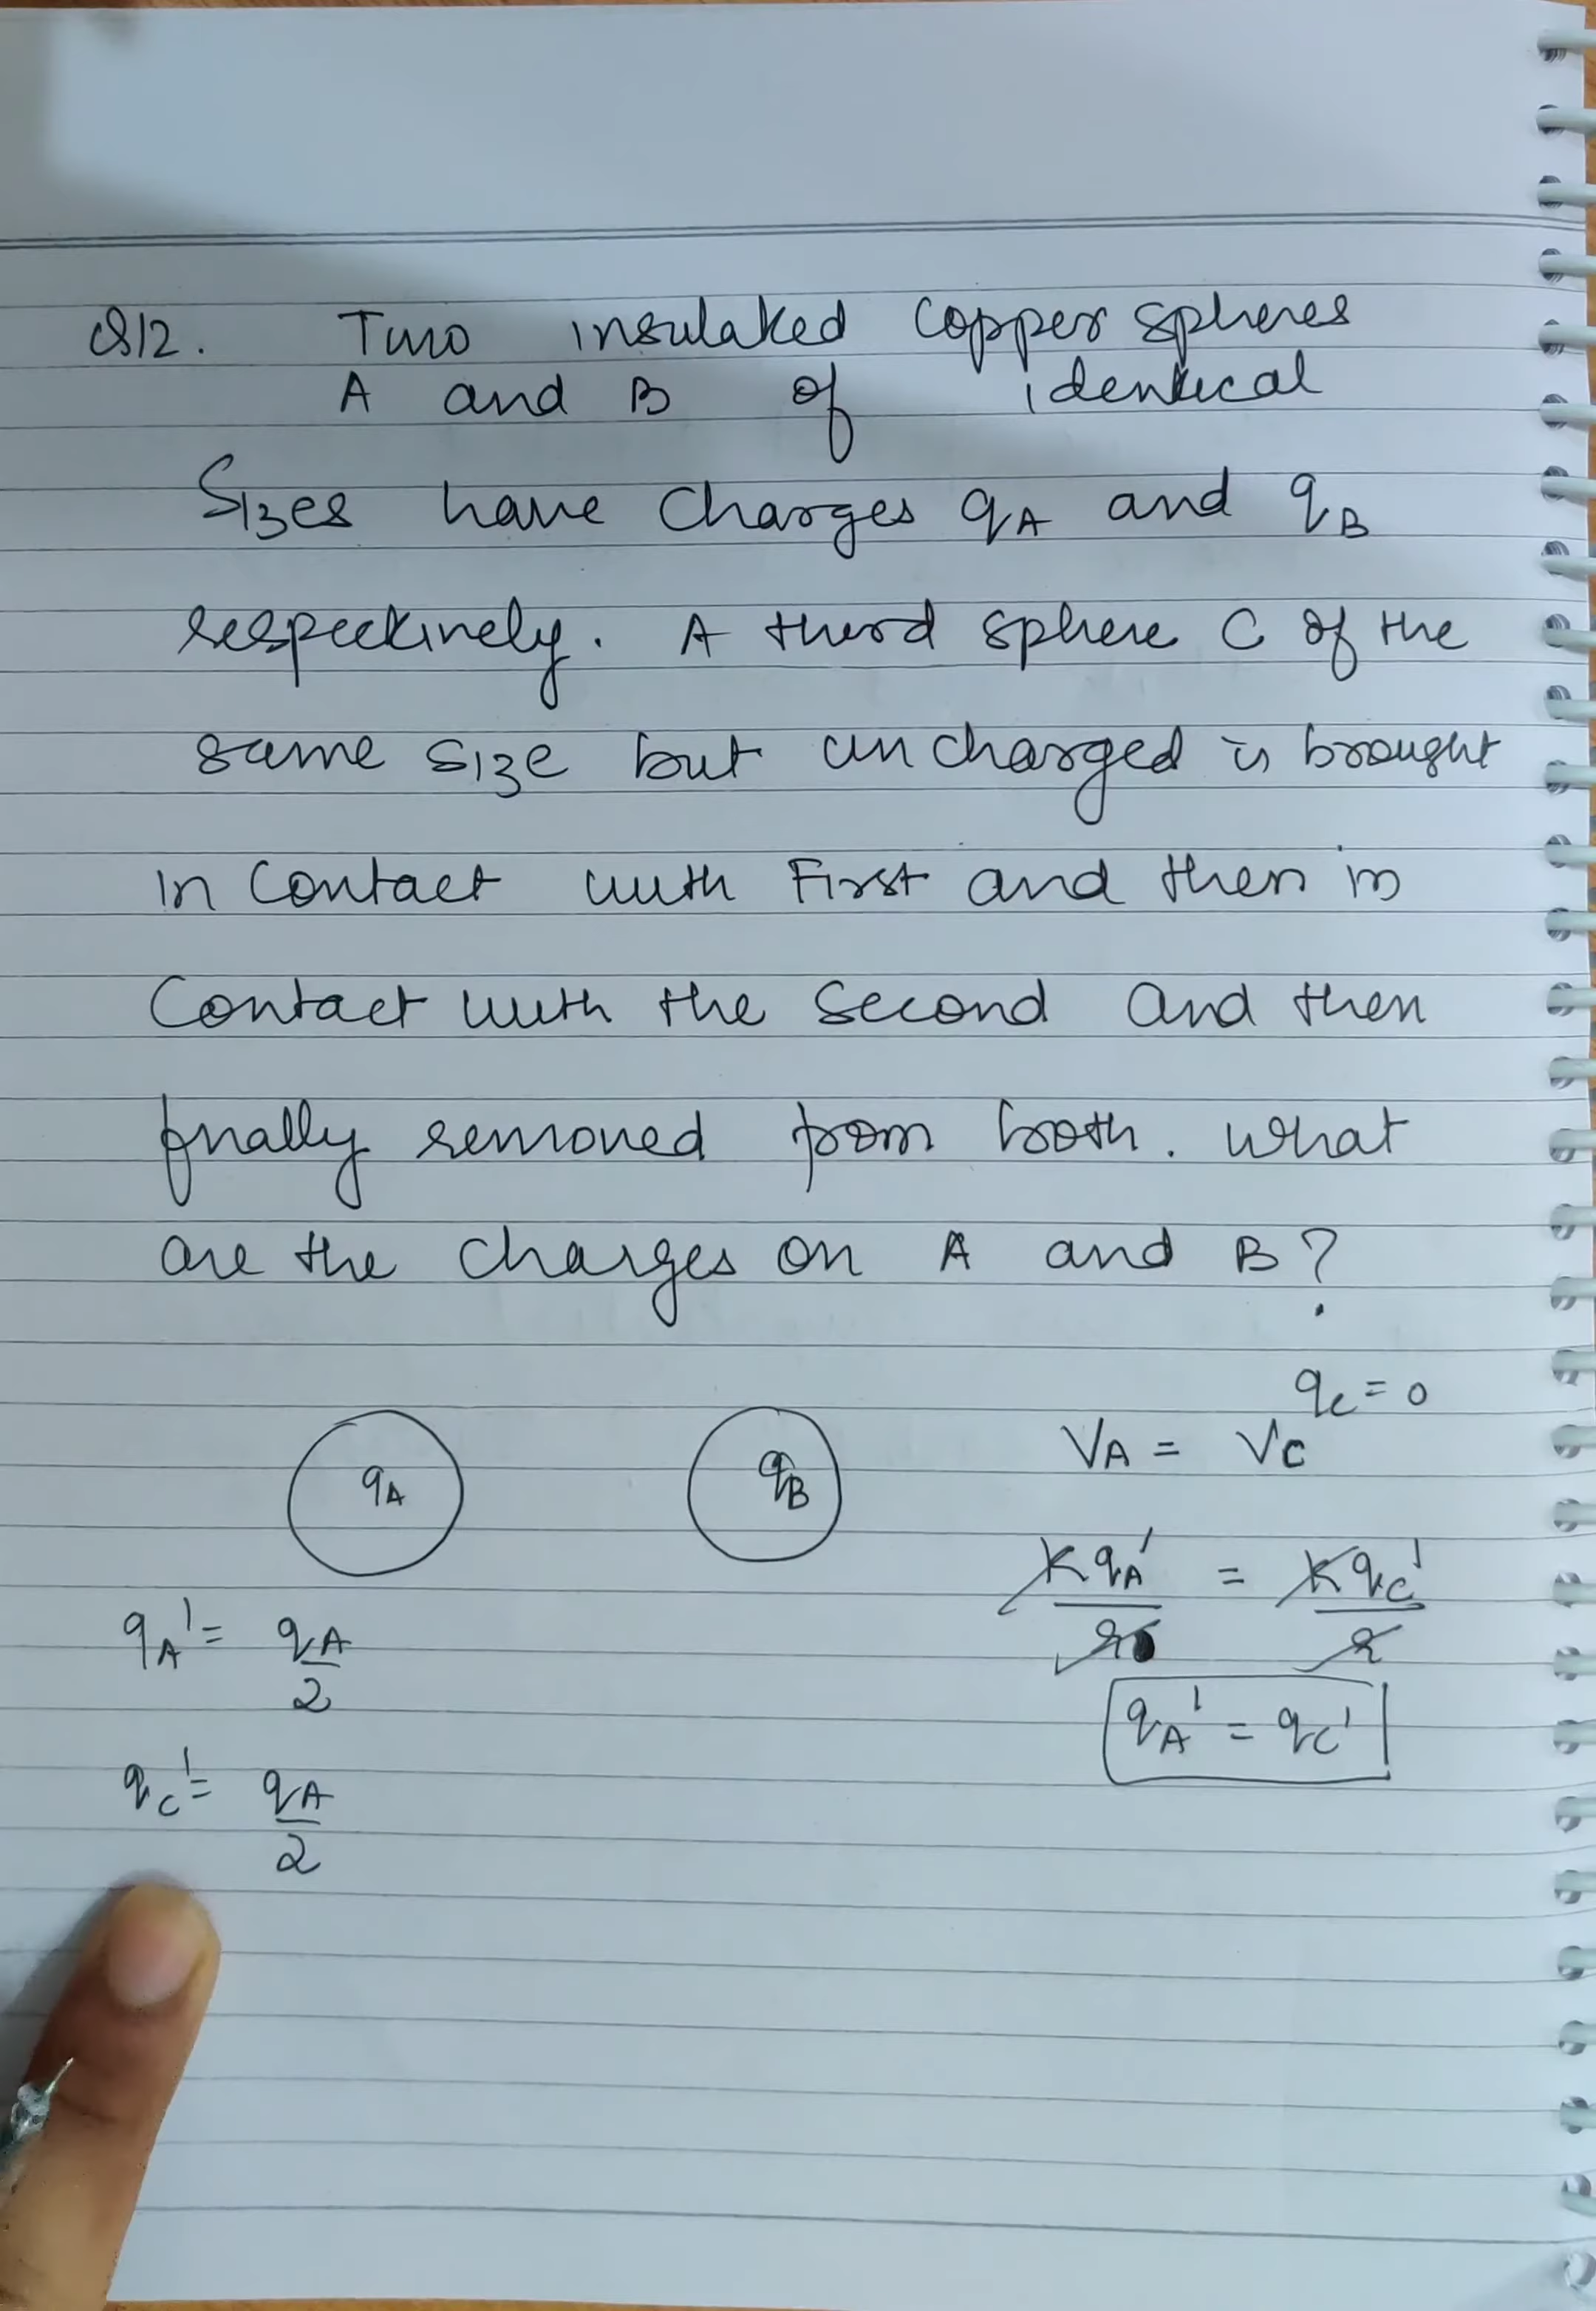 Q12. Two insulated copper spheres
A and B of identical
Sizes have charges qA and qB
respectively. A third sphere C of the
same size but uncharged is brought
in contact with First and then in
Contact with the second and then
finally removed from both. What
are the charges on A and B?
qc = 0
VA = VC
qA qB
KqA' = KqC'
r r
qA' = qA
2
qA' = qC'
qC' = qA
2